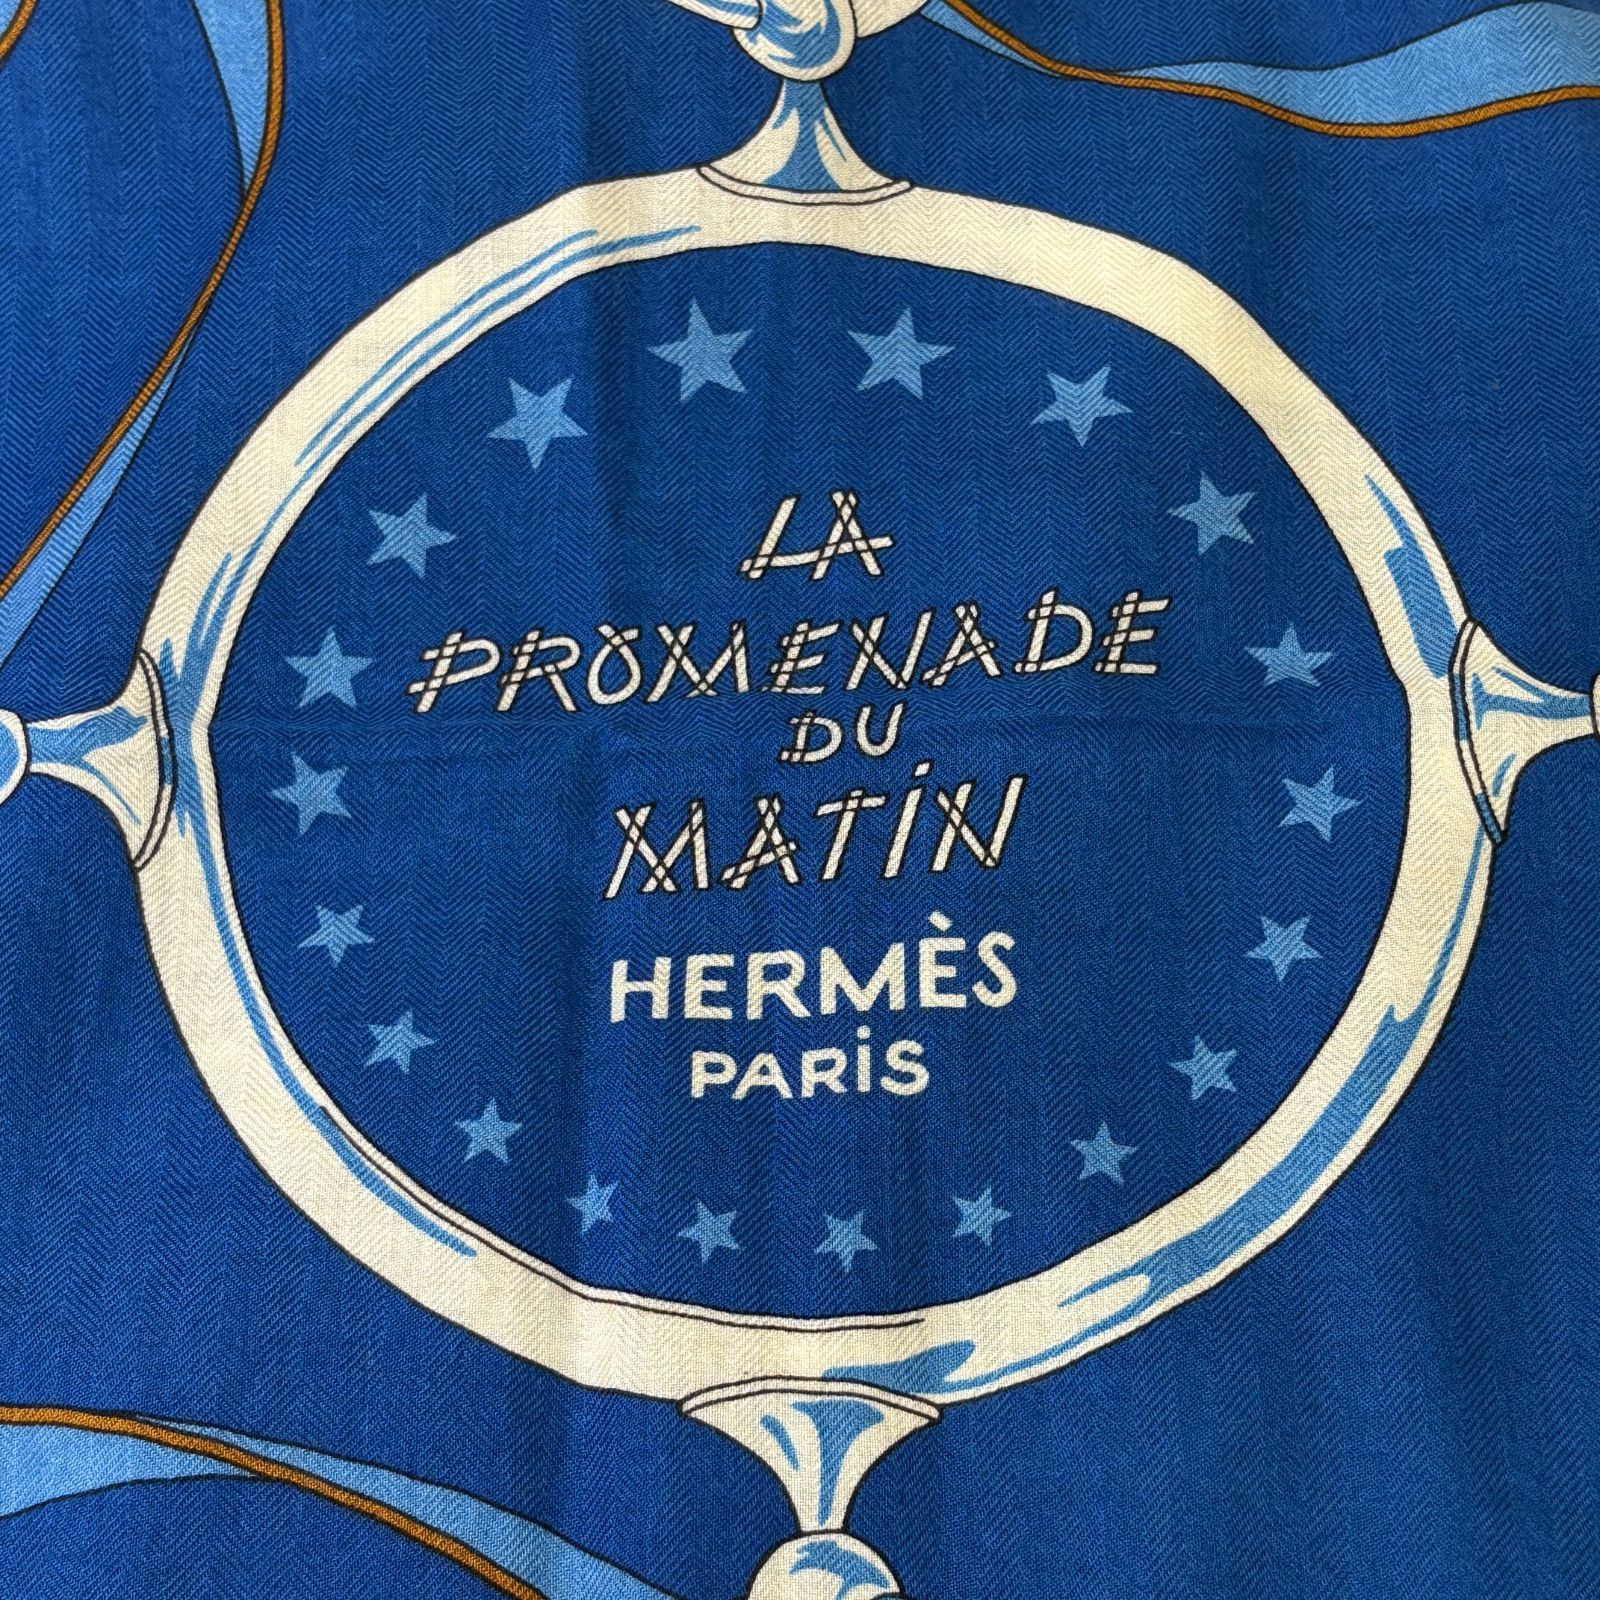 LA
PROMENADE
DU
MATiN
HERMÈS
PARiS